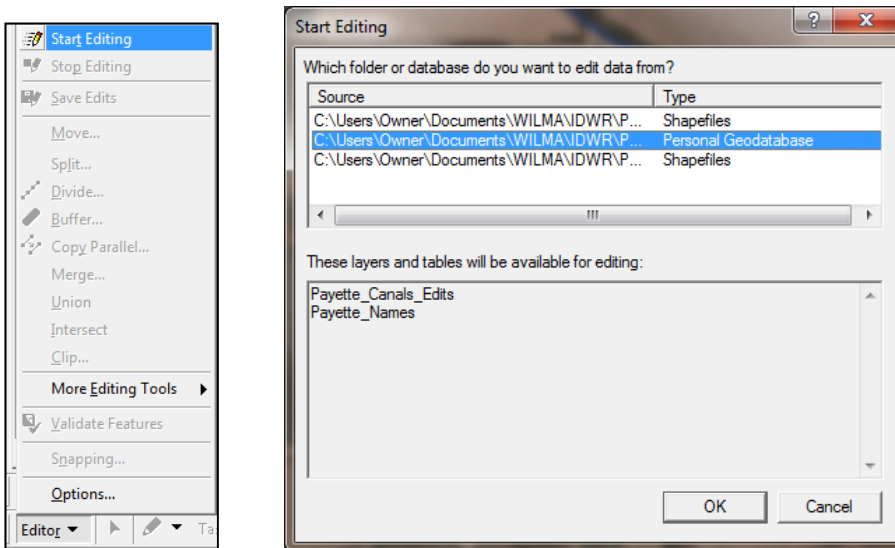 Start Editing
Stop Editing
Save Edits
Move...
Split...
Divide...
Buffer...
Copy Parallel...
Merge...
Union
Intersect
Clip...
More Editing Tools
Validate Features
Snapping...
Options...
Editor
Start Editing
Which folder or database do you want to edit data from?
Source Type
C:\Users\Owner\Documents\WILMA\IDWR\P... Shapefiles
C:\Users\Owner\Documents\WILMA\IDWR\P... Personal Geodatabase
C:\Users\Owner\Documents\WILMA\IDWR\P... Shapefiles
These layers and tables will be available for editing:
Payette_Canals_Edits
Payette_Names
OK Cancel